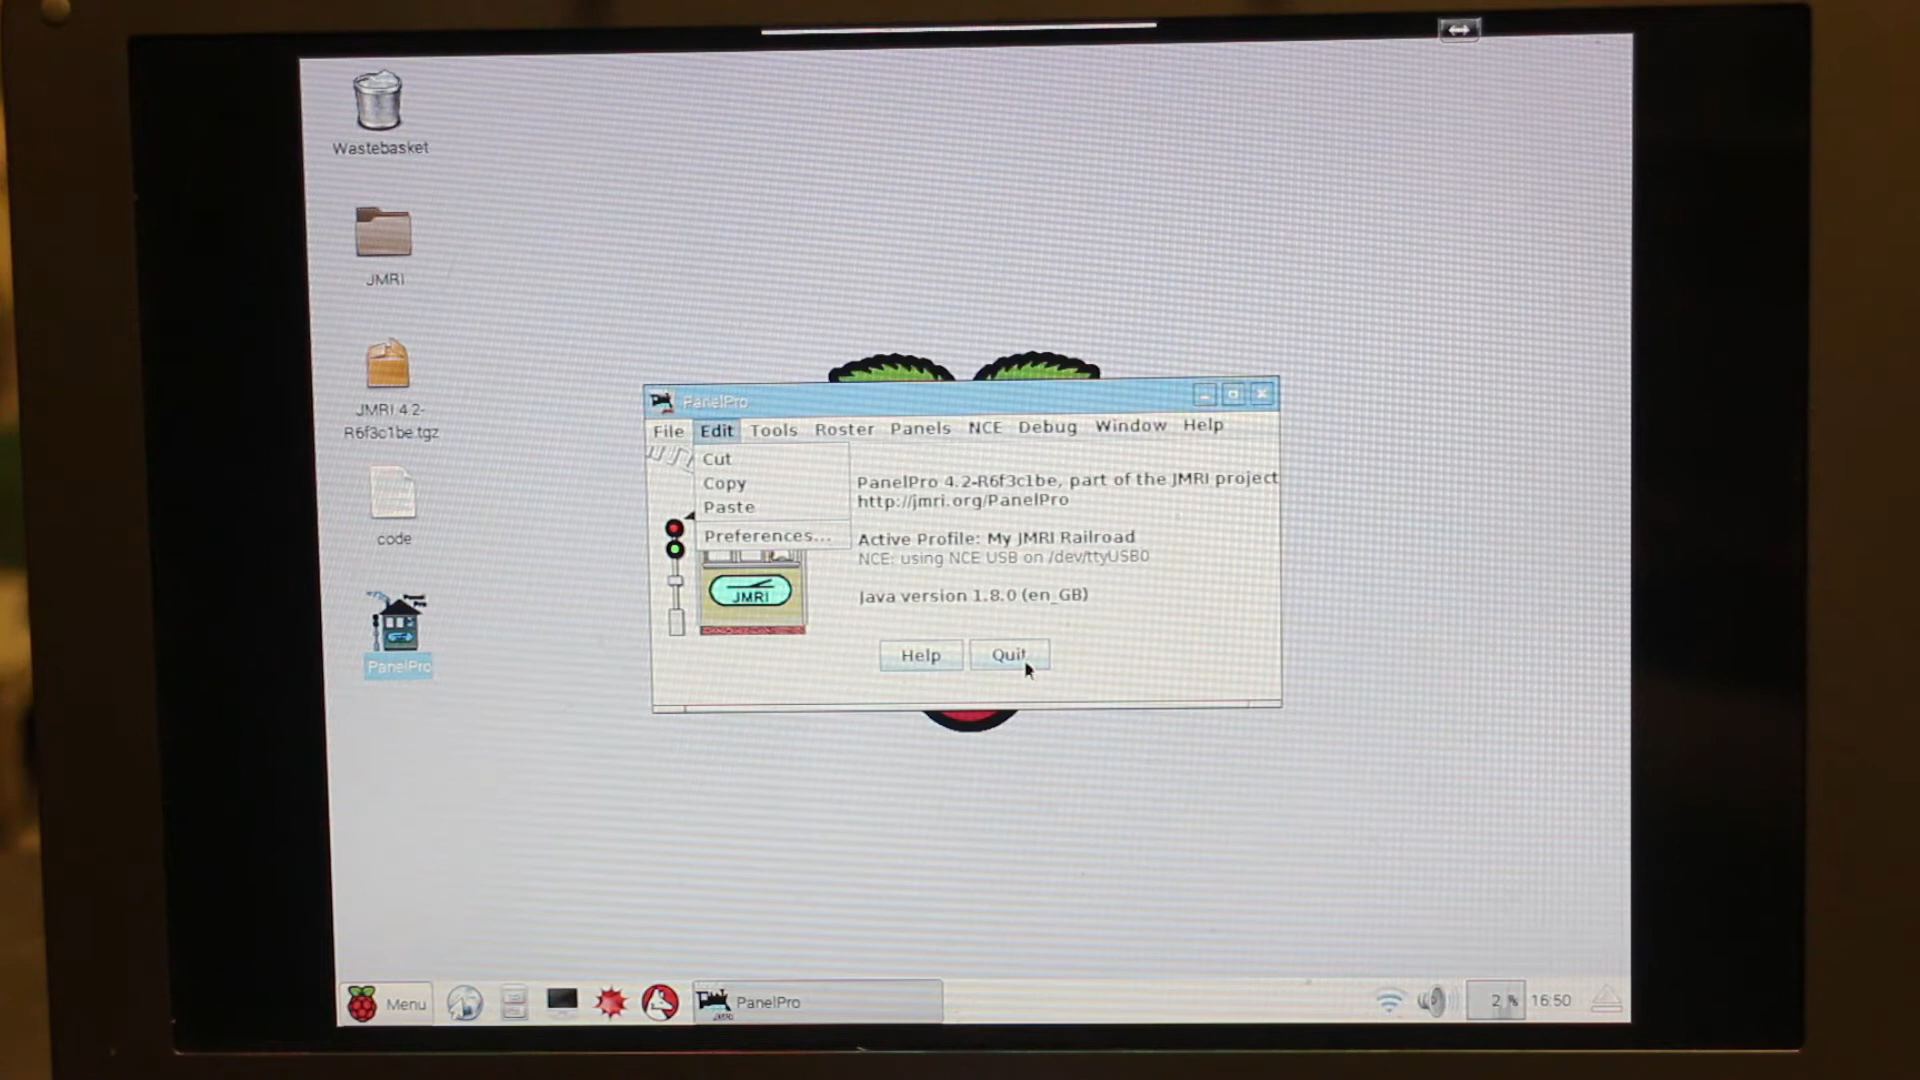 Wastebasket
JMRI
JMRI 4.2-
R6f3c1be.tgz
code
PanelPro
PanelPro
File Edit Tools Roster Panels NCE Debug Window Help
Cut
Copy
Paste
Preferences...
PanelPro 4.2-R6f3c1be, part of the JMRI project
http://jmri.org/PanelPro
Active Profile: My JMRI Railroad
NCE: using NCE USB on /dev/ttyUSB0
Java version 1.8.0 (en_GB)
JMRI
Help Quit
Menu
PanelPro
2 %
16:50